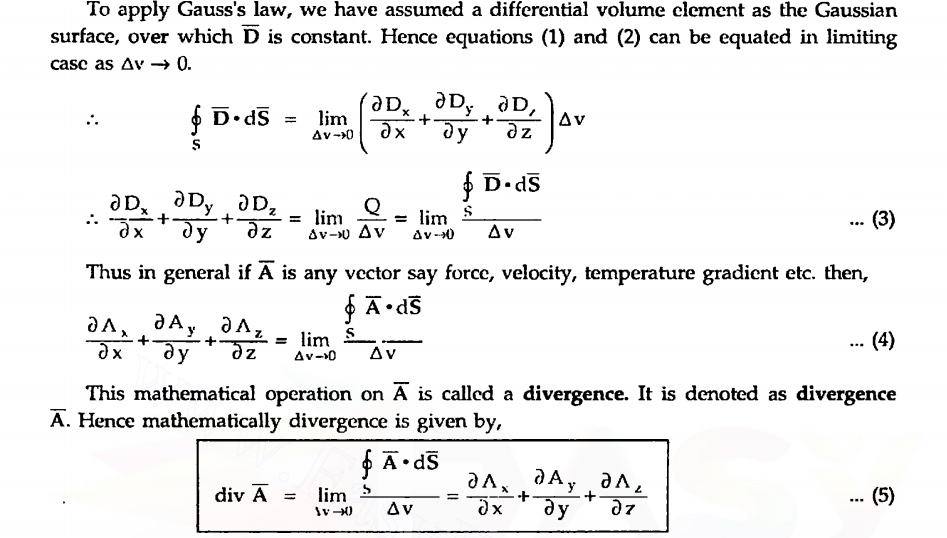 To apply Gauss's law, we have assumed a differential volume element as the Gaussian
surface, over which D̅ is constant. Hence equations (1) and (2) can be equated in limiting
case as Δv → 0.
∴ ∮_S D̅ • dS̅ = lim_{Δv→0} (∂D_x/∂x + ∂D_y/∂y + ∂D_z/∂z) Δv
∴ ∂D_x/∂x + ∂D_y/∂y + ∂D_z/∂z = lim_{Δv→0} Q/Δv = lim_{Δv→0} ∮_S D̅ • dS̅ / Δv ... (3)
Thus in general if A̅ is any vector say force, velocity, temperature gradient etc. then,
∂A_x/∂x + ∂A_y/∂y + ∂A_z/∂z = lim_{Δv→0} ∮_S A̅ • dS̅ / Δv ... (4)
This mathematical operation on A̅ is called a divergence. It is denoted as divergence
A̅. Hence mathematically divergence is given by,
div A̅ = lim_{Δv→0} ∮_S A̅ • dS̅ / Δv = ∂A_x/∂x + ∂A_y/∂y + ∂A_z/∂z ... (5)